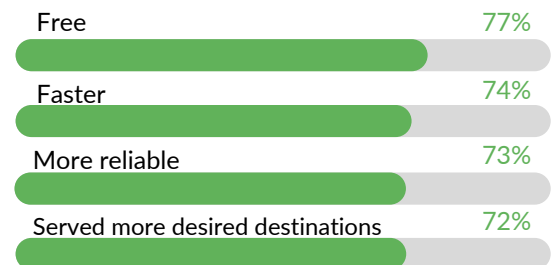 Free 77%
Faster 74%
More reliable 73%
Served more desired destinations 72%